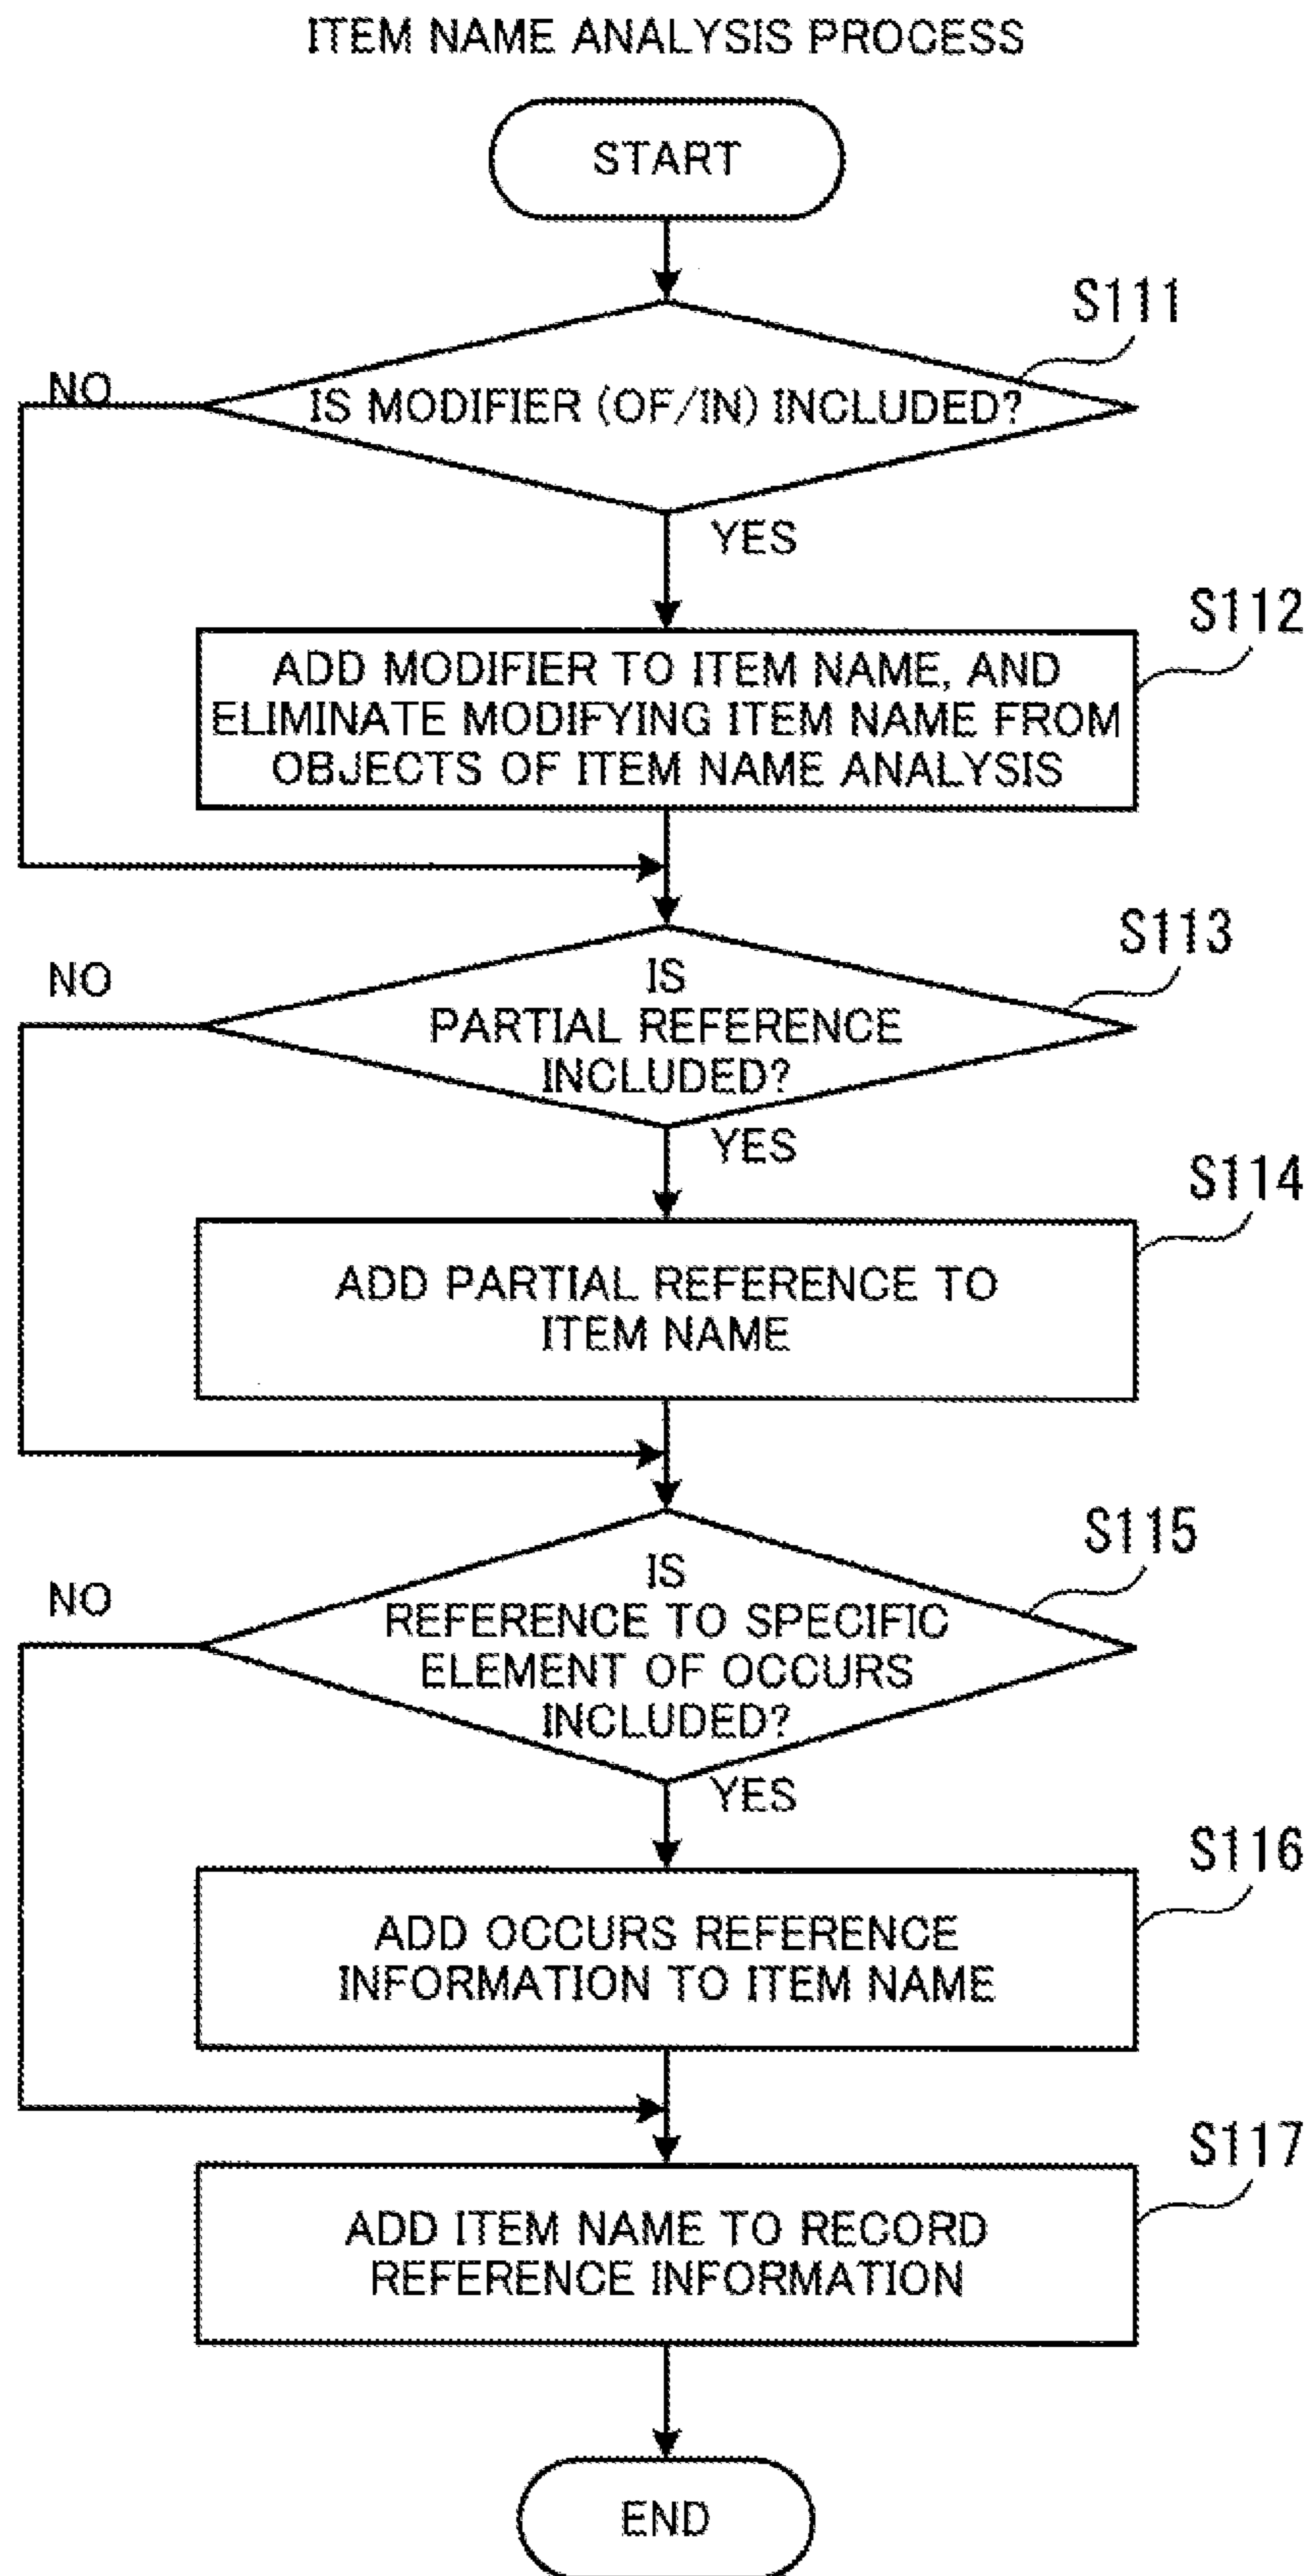 ITEM NAME ANALYSIS PROCESS
START
S111
NO
IS MODIFIER (OF/IN) INCLUDED?
YES
S112
ADD MODIFIER TO ITEM NAME, AND
ELIMINATE MODIFYING ITEM NAME FROM
OBJECTS OF ITEM NAME ANALYSIS
S113
NO
IS
PARTIAL REFERENCE
INCLUDED?
YES
S114
ADD PARTIAL REFERENCE TO
ITEM NAME
S115
NO
IS
REFERENCE TO SPECIFIC
ELEMENT OF OCCURS
INCLUDED?
YES
S116
ADD OCCURS REFERENCE
INFORMATION TO ITEM NAME
S117
ADD ITEM NAME TO RECORD
REFERENCE INFORMATION
END